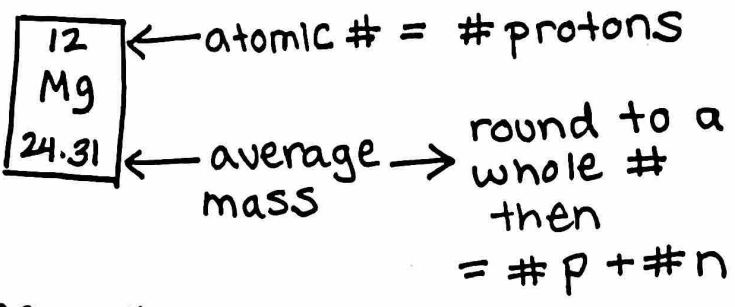 12 ← atomic # = # protons
Mg
24.31 ← average → round to a
mass whole #
then
= # p + # n